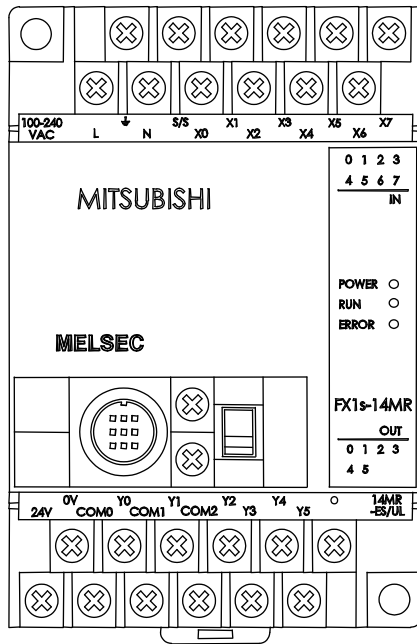 100-240 ⏚ S/S X1 X3 X5 X7
VAC L N X0 X2 X4 X6
0 1 2 3
4 5 6 7
IN
MITSUBISHI
POWER
RUN
ERROR
MELSEC
FX1s-14MR
OUT
0 1 2 3
4 5
0V Y0 Y1 Y2 Y4 14MR
24V COM0 COM1 COM2 Y3 Y5 -ES/UL